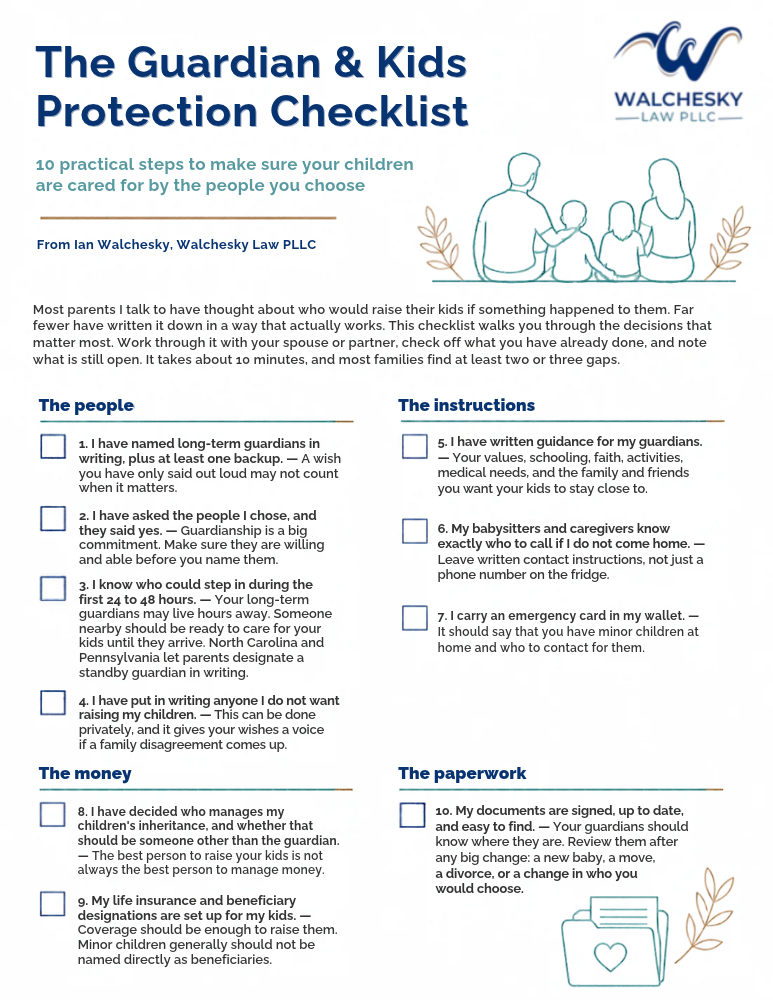 The Guardian & Kids
Protection Checklist
WALCHESKY
LAW PLLC
10 practical steps to make sure your children
are cared for by the people you choose
From Ian Walchesky, Walchesky Law PLLC
Most parents I talk to have thought about who would raise their kids if something happened to them. Far
fewer have written it down in a way that actually works. This checklist walks you through the decisions that
matter most. Work through it with your spouse or partner, check off what you have already done, and note
what is still open. It takes about 10 minutes, and most families find at least two or three gaps.
The people
1. I have named long-term guardians in
writing, plus at least one backup. — A wish
you have only said out loud may not count
when it matters.
2. I have asked the people I chose, and
they said yes. — Guardianship is a big
commitment. Make sure they are willing
and able before you name them.
3. I know who could step in during the
first 24 to 48 hours. — Your long-term
guardians may live hours away. Someone
nearby should be ready to care for your
kids until they arrive. North Carolina and
Pennsylvania let parents designate a
standby guardian in writing.
4. I have put in writing anyone I do not want
raising my children. — This can be done
privately, and it gives your wishes a voice
if a family disagreement comes up.
The instructions
5. I have written guidance for my guardians.
— Your values, schooling, faith, activities,
medical needs, and the family and friends
you want your kids to stay close to.
6. My babysitters and caregivers know
exactly who to call if I do not come home. —
Leave written contact instructions, not just a
phone number on the fridge.
7. I carry an emergency card in my wallet. —
It should say that you have minor children at
home and who to contact for them.
The money
8. I have decided who manages my
children's inheritance, and whether that
should be someone other than the guardian.
— The best person to raise your kids is not
always the best person to manage money.
9. My life insurance and beneficiary
designations are set up for my kids. —
Coverage should be enough to raise them.
Minor children generally should not be
named directly as beneficiaries.
The paperwork
10. My documents are signed, up to date,
and easy to find. — Your guardians should
know where they are. Review them after
any big change: a new baby, a move,
a divorce, or a change in who you
would choose.